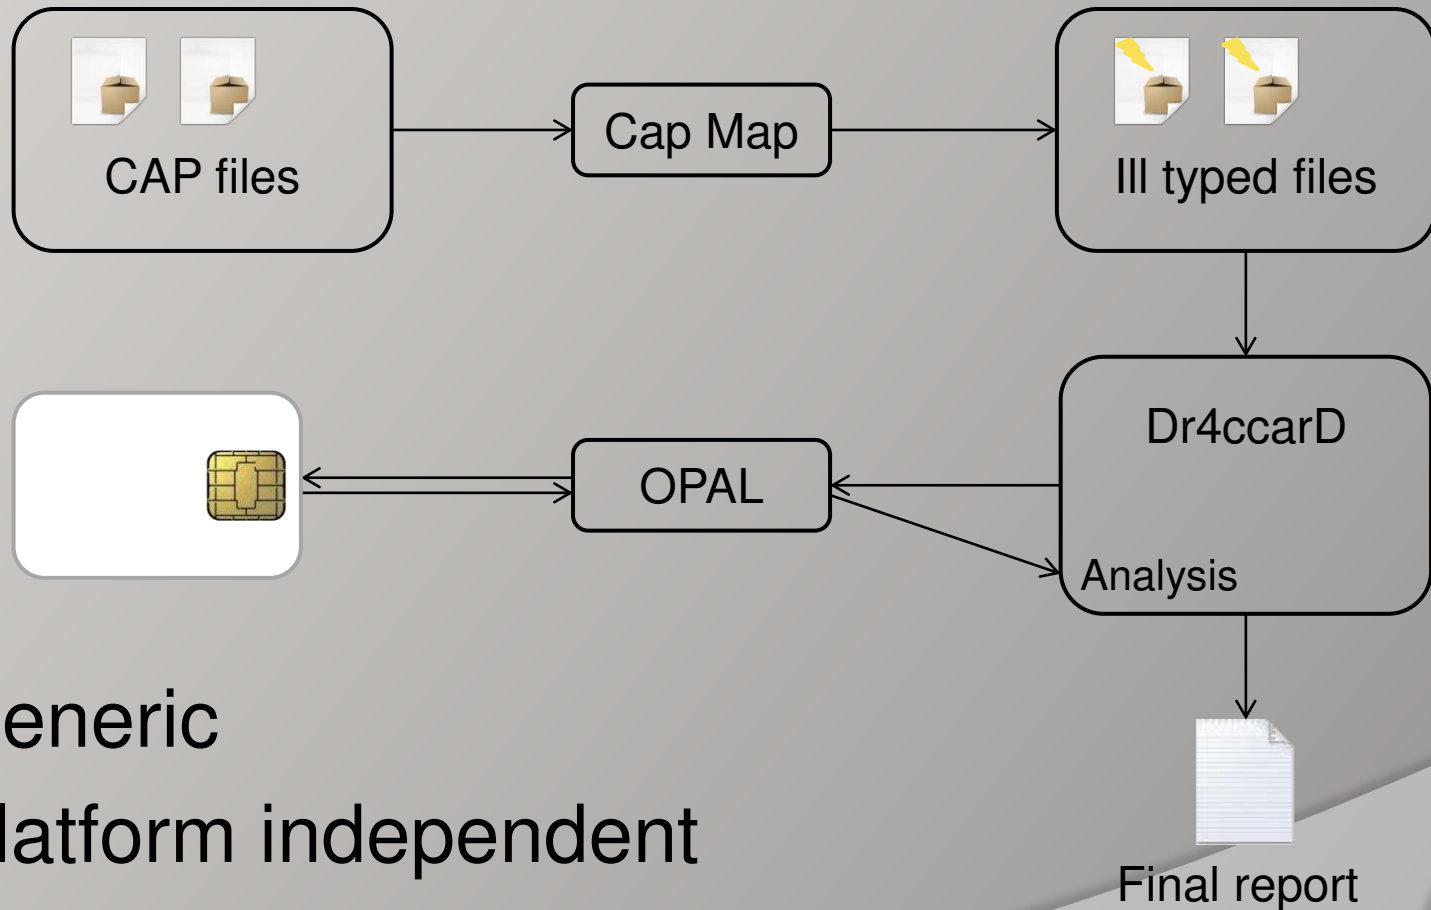 CAP files
Cap Map
Ill typed files
Dr4ccarD
OPAL
Analysis
eneric
latform independent
Final report